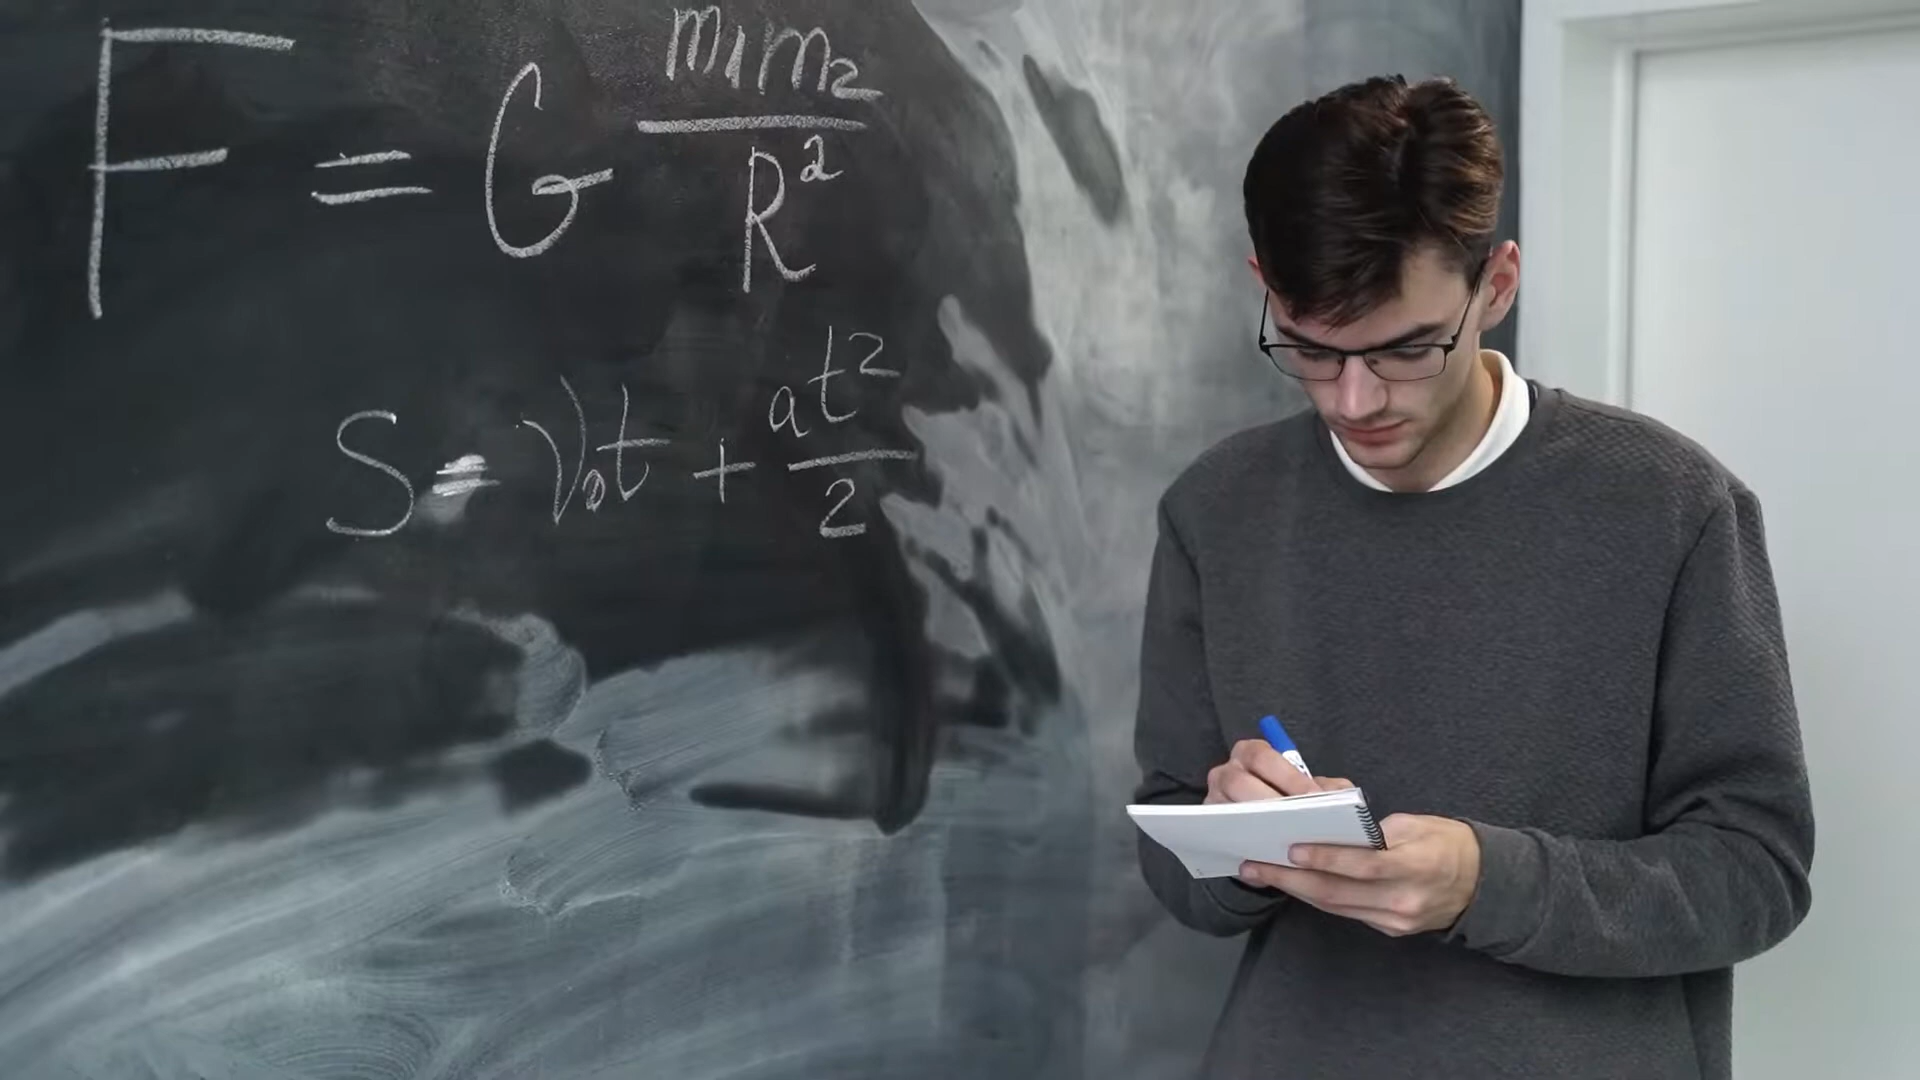 F = G m₁m₂/R²
S = V₀t + at²/2